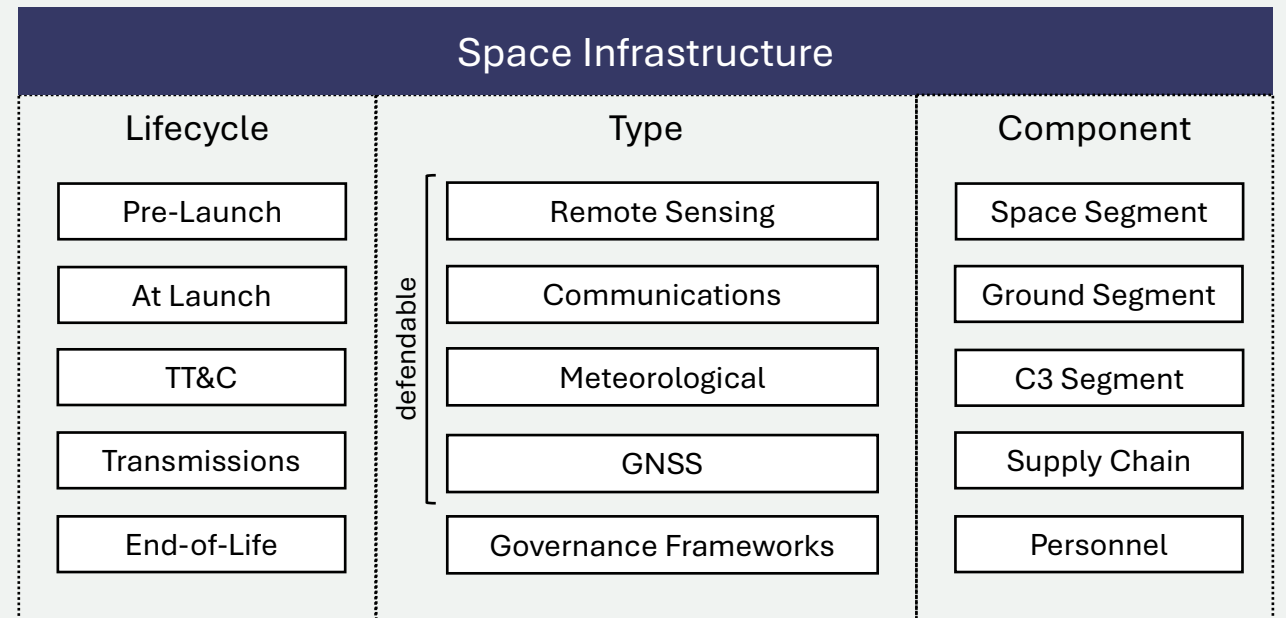 Space Infrastructure
Lifecycle
Pre-Launch
At Launch
TT&C
Transmissions
End-of-Life
Type
defendable
Remote Sensing
Communications
Meteorological
GNSS
Governance Frameworks
Component
Space Segment
Ground Segment
C3 Segment
Supply Chain
Personnel